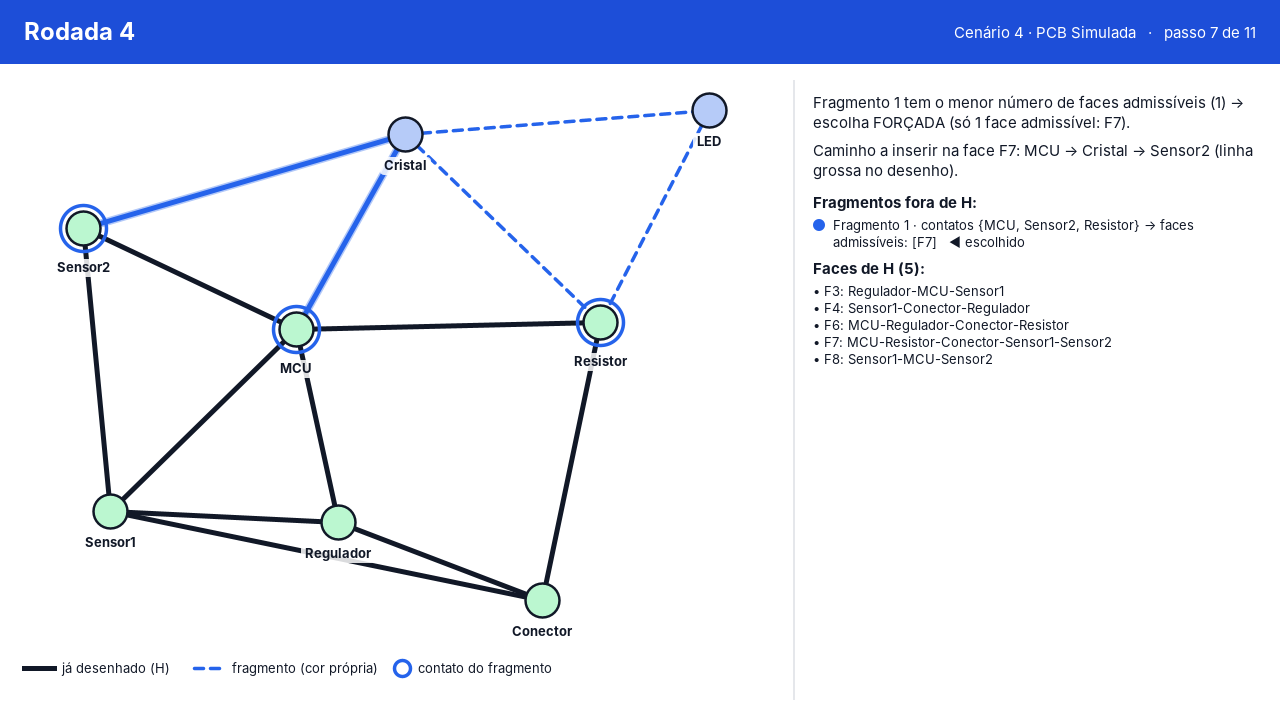 Rodada 4
Cenário 4 · PCB Simulada · passo 7 de 11
Fragmento 1 tem o menor número de faces admissíveis (1) →
escolha FORÇADA (só 1 face admissível: F7).
Caminho a inserir na face F7: MCU → Cristal → Sensor2 (linha
grossa no desenho).
Fragmentos fora de H:
Fragmento 1 · contatos {MCU, Sensor2, Resistor} → faces
admissíveis: [F7] ◀ escolhido
Faces de H (5):
• F3: Regulador-MCU-Sensor1
• F4: Sensor1-Conector-Regulador
• F6: MCU-Regulador-Conector-Resistor
• F7: MCU-Resistor-Conector-Sensor1-Sensor2
• F8: Sensor1-MCU-Sensor2
LED
Cristal
Sensor2
MCU
Resistor
Sensor1
Regulador
Conector
já desenhado (H)
fragmento (cor própria)
contato do fragmento